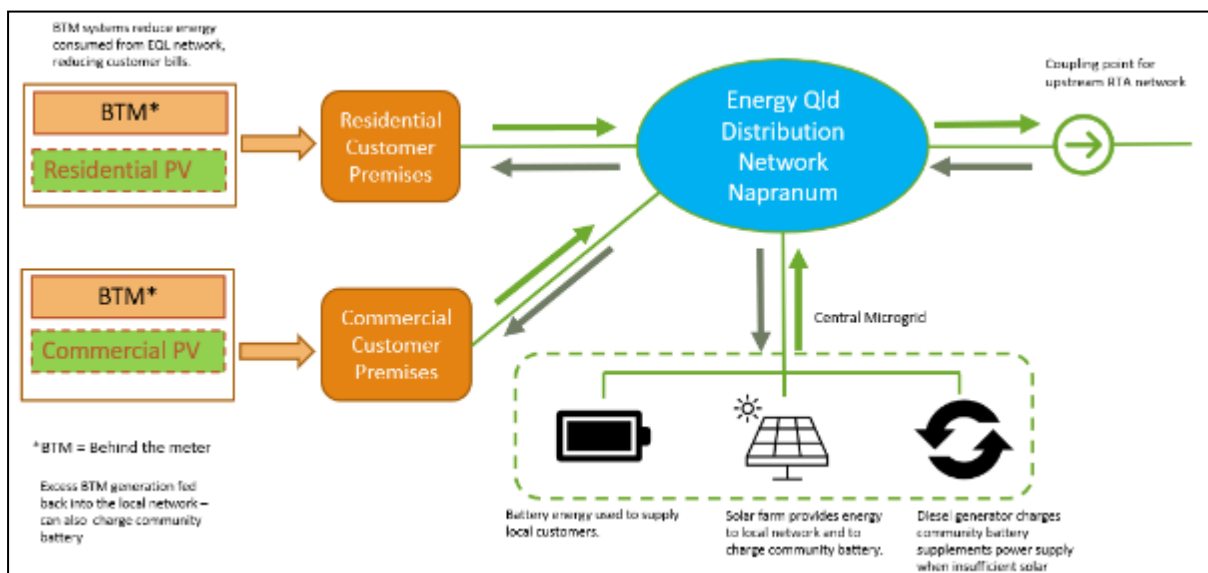 BTM systems reduce energy
consumed from EQL network,
reducing customer bills.
BTM*
Residential PV
Residential
Customer
Premises
Energy Qld
Distribution
Network
Napranum
Coupling point for
upstream RTA network
BTM*
Commercial PV
Commercial
Customer
Premises
Central Microgrid
*BTM = Behind the meter
Excess BTM generation fed
back into the local network –
can also charge community
battery
Battery energy used to supply
local customers.
Solar farm provides energy
to local network and to
charge community battery.
Diesel generator charges
community battery
supplements power supply
when insufficient solar